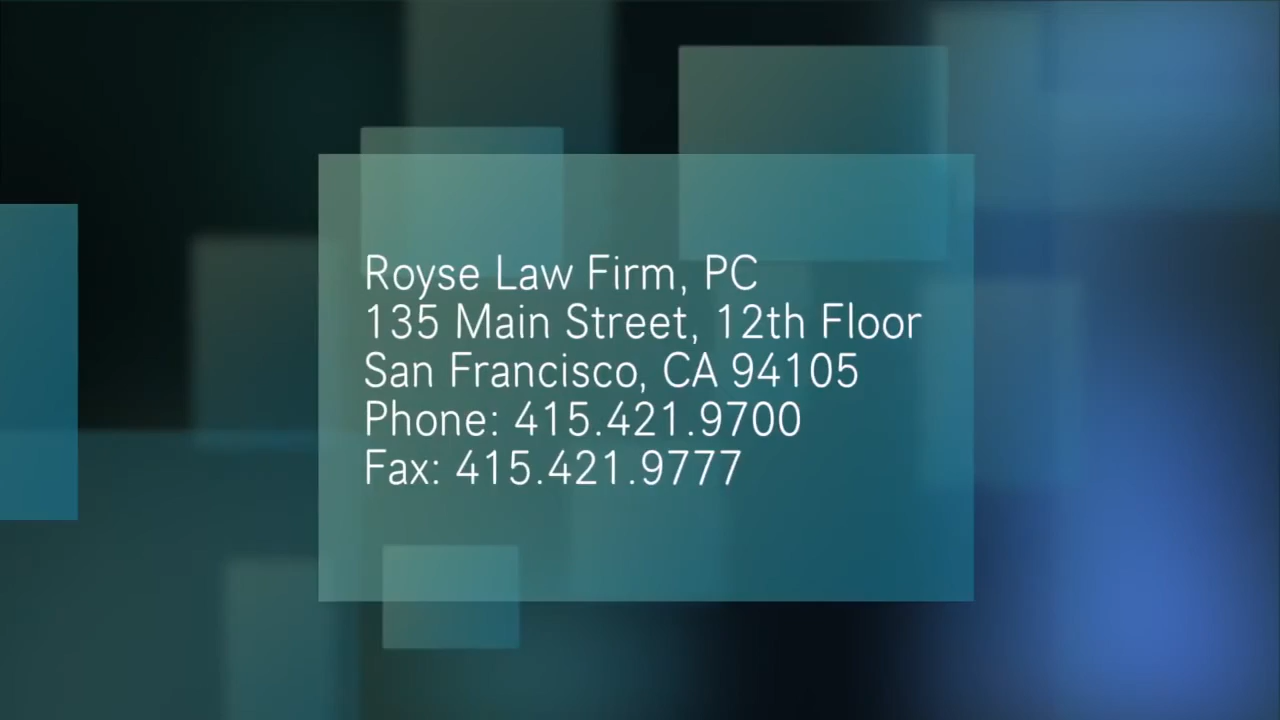 Royse Law Firm, PC
135 Main Street, 12th Floor
San Francisco, CA 94105
Phone: 415.421.9700
Fax: 415.421.9777